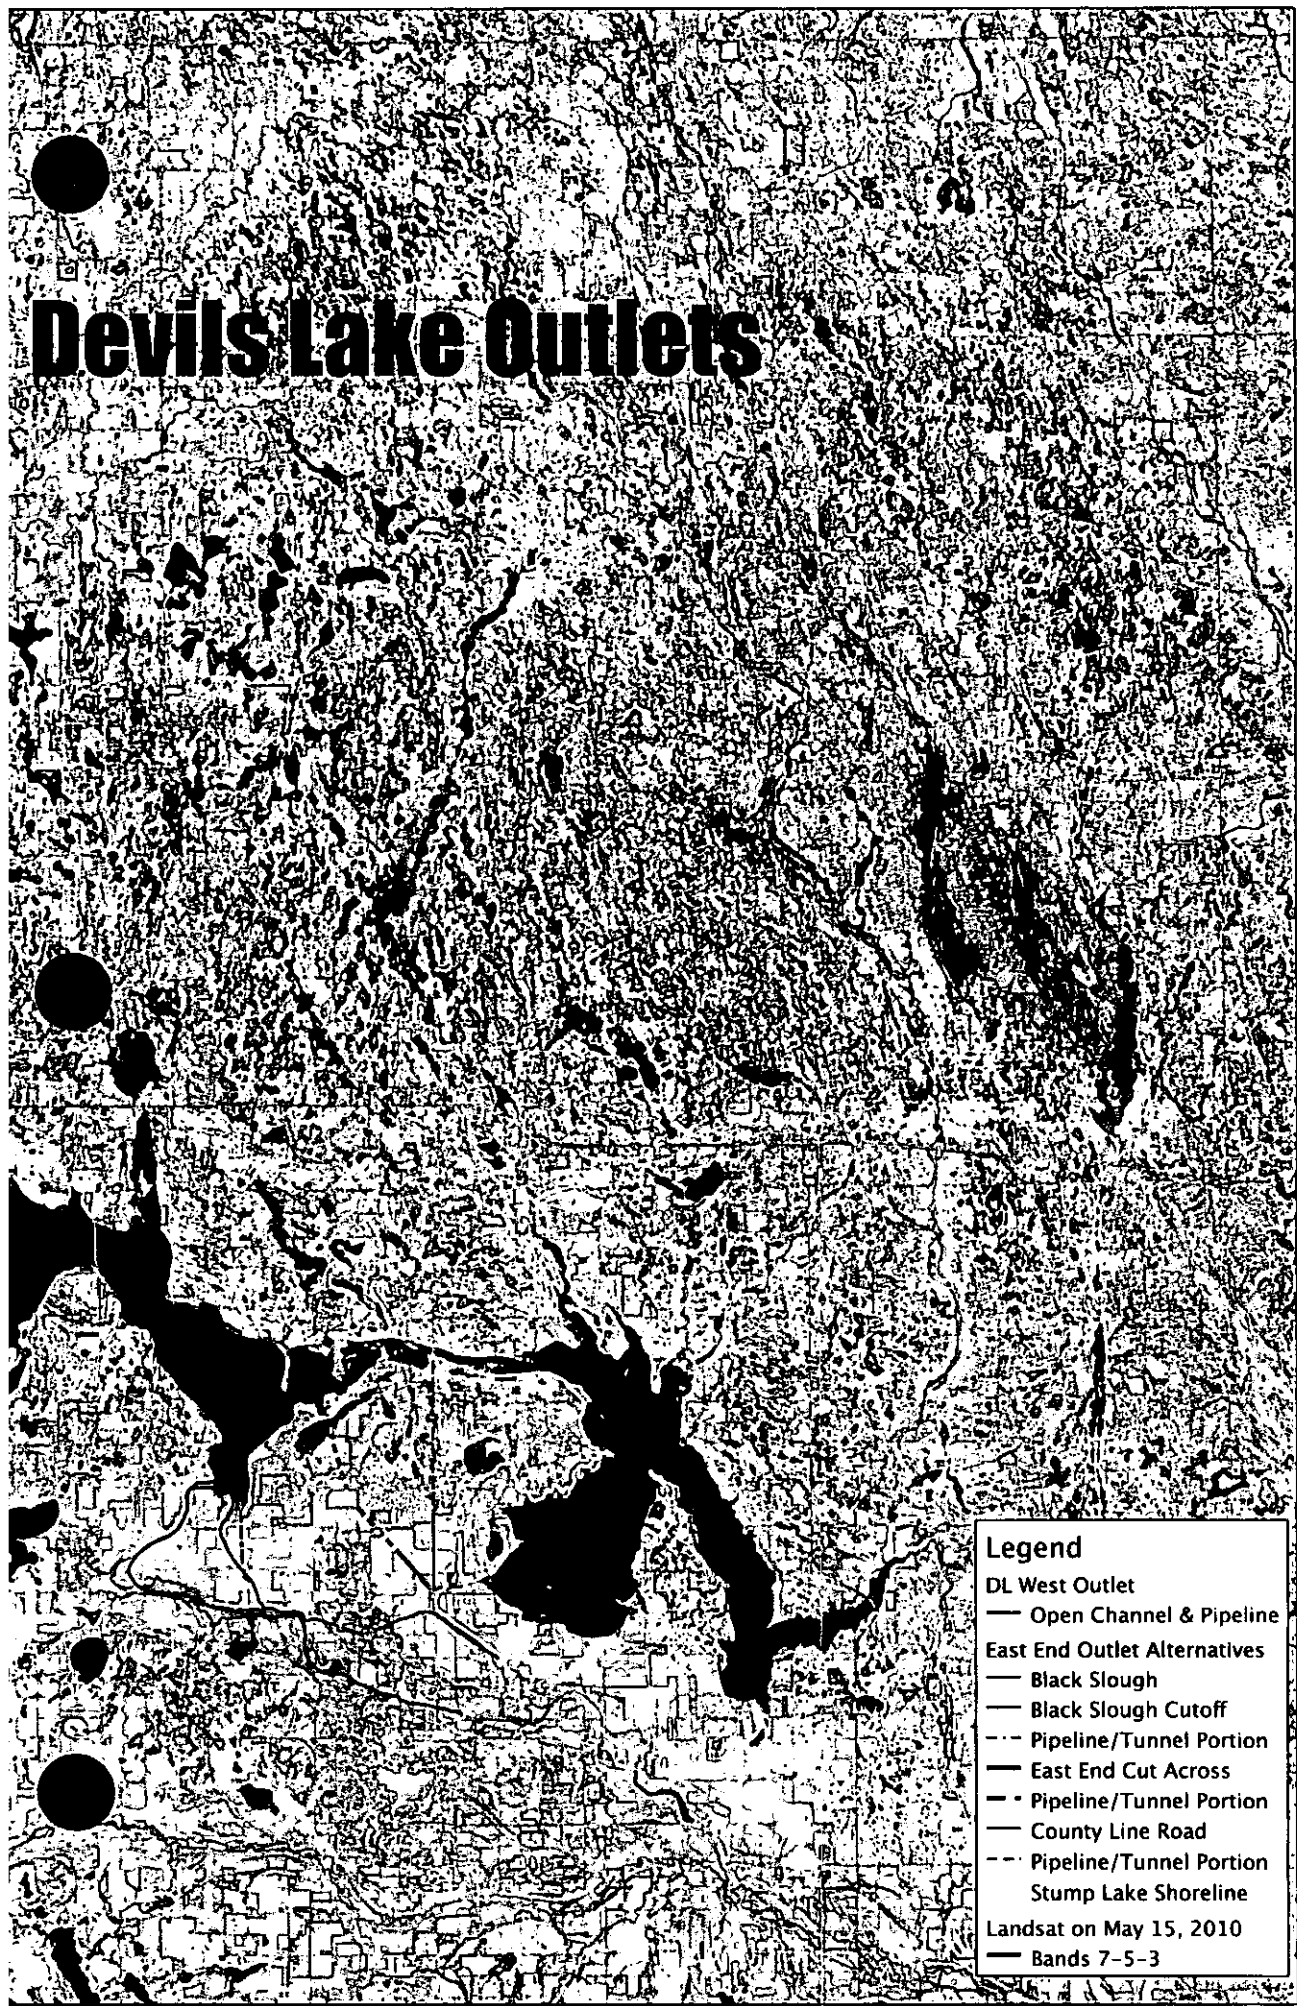 Devils Lake Outlets
Legend
DL West Outlet
Open Channel & Pipeline
East End Outlet Alternatives
Black Slough
Black Slough Cutoff
Pipeline/Tunnel Portion
East End Cut Across
Pipeline/Tunnel Portion
County Line Road
Pipeline/Tunnel Portion
Stump Lake Shoreline
Landsat on May 15, 2010
Bands 7-5-3